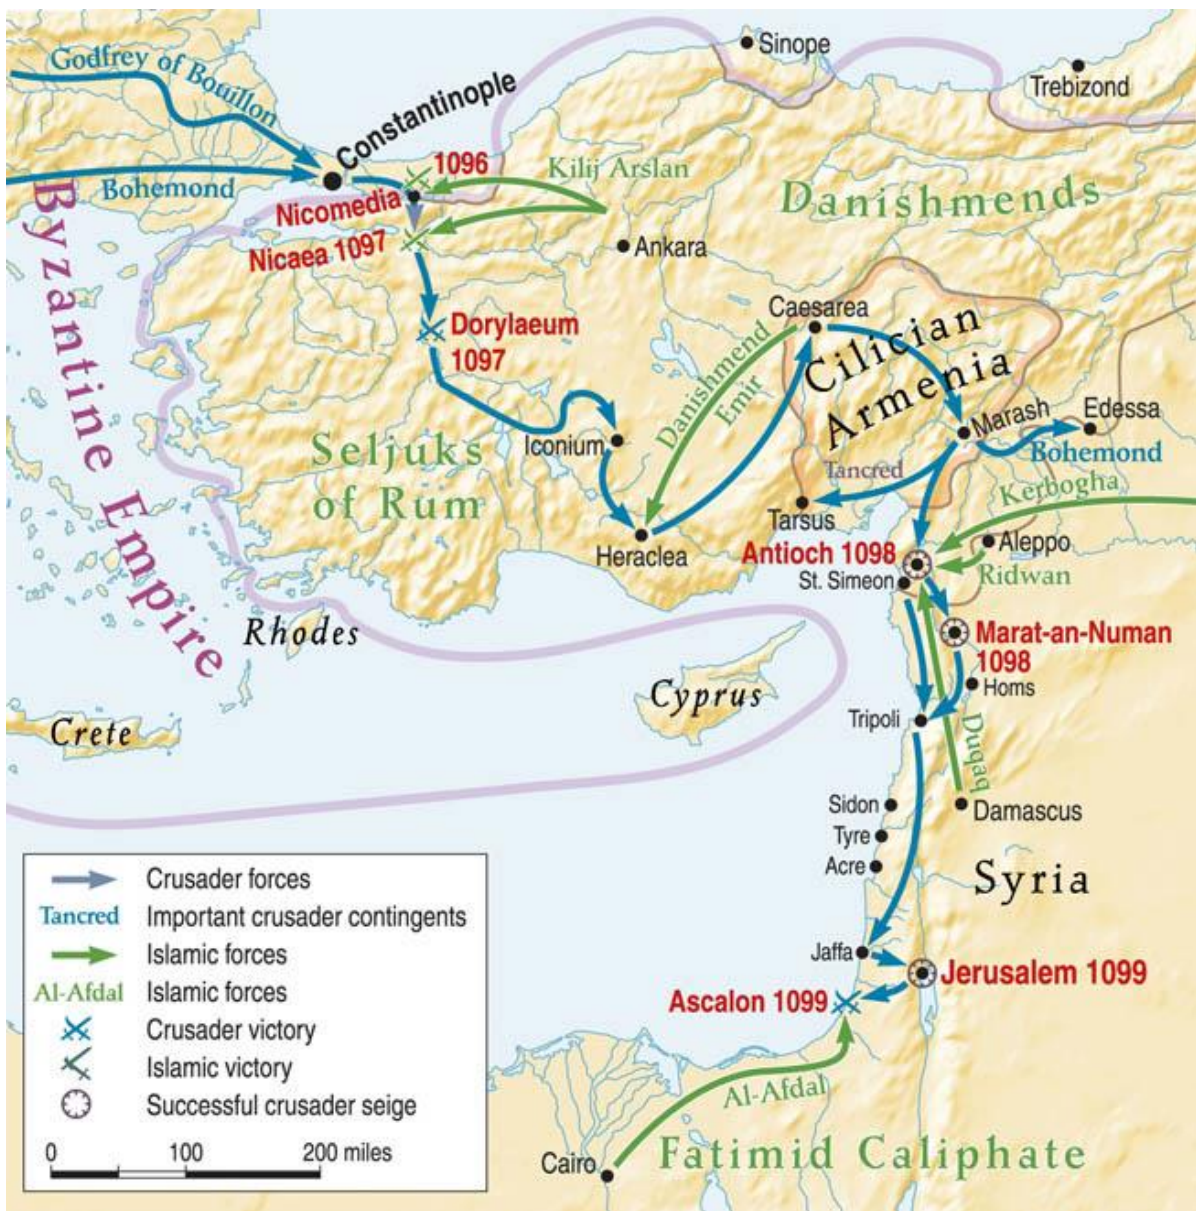 Godfrey of Bouillon
Constantinople
Sinope
Trebizond
Bohemond
1096
Nicomedia
Nicaea 1097
Kilij Arslan
Ankara
Danishmends
Byzantine Empire
Dorylaeum
1097
Caesarea
Danishmend
Emir
Cilician
Armenia
Seljuks
of Rum
Iconium
Marash
Edessa
Bohemond
Tancred
Kerbogha
Tarsus
Heraclea
Antioch 1098
Aleppo
St. Simeon
Ridwan
Rhodes
Marat-an-Numan
1098
Homs
Cyprus
Crete
Tripoli
Duqaq
Sidon
Damascus
Tyre
Acre
Syria
Jaffa
Jerusalem 1099
Ascalon 1099
Al-Afdal
Cairo
Fatimid Caliphate
Crusader forces
Tancred Important crusader contingents
Islamic forces
Al-Afdal Islamic forces
Crusader victory
Islamic victory
Successful crusader seige
0 100 200 miles